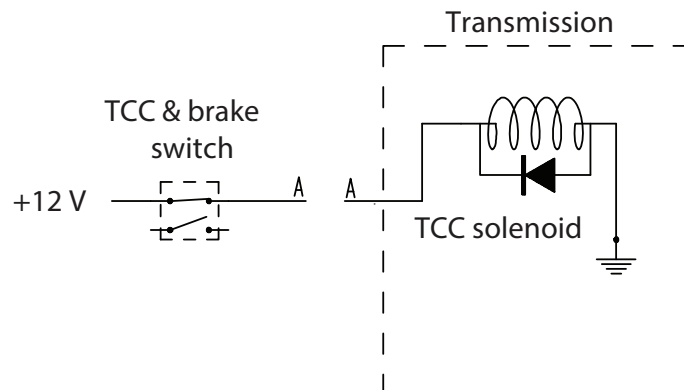 Transmission
TCC & brake
switch
+12 V
A
A
TCC solenoid